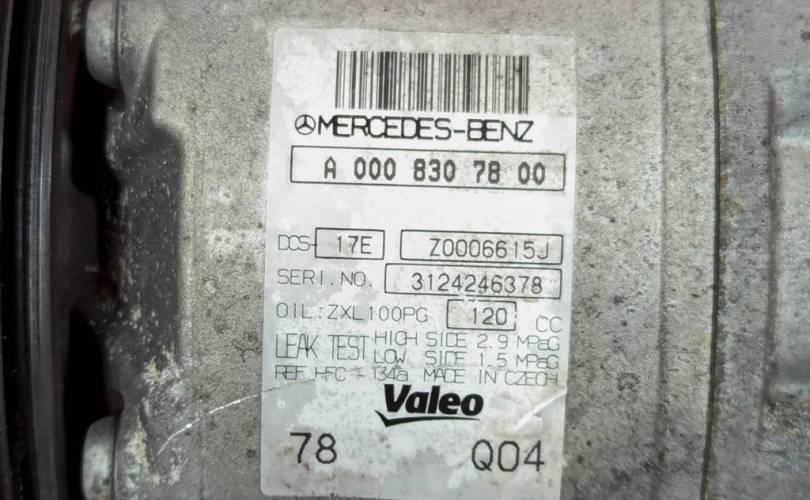 MERCEDES-BENZ
A 000 830 78 00
DCS-17E Z0006615J
SERI.NO. 3124246378
OIL:ZXL100PG 120 CC
LEAK TEST HIGH SIDE 2.9 MPaG
LOW SIDE 1.5 MPaG
REF HFC-134a MADE IN CZECH
Valeo
78 Q04